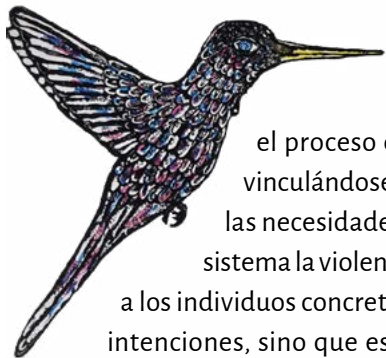 el proceso
vinculándose
las necesidade
sistema la violen
a los individuos concret
intenciones, sino que es